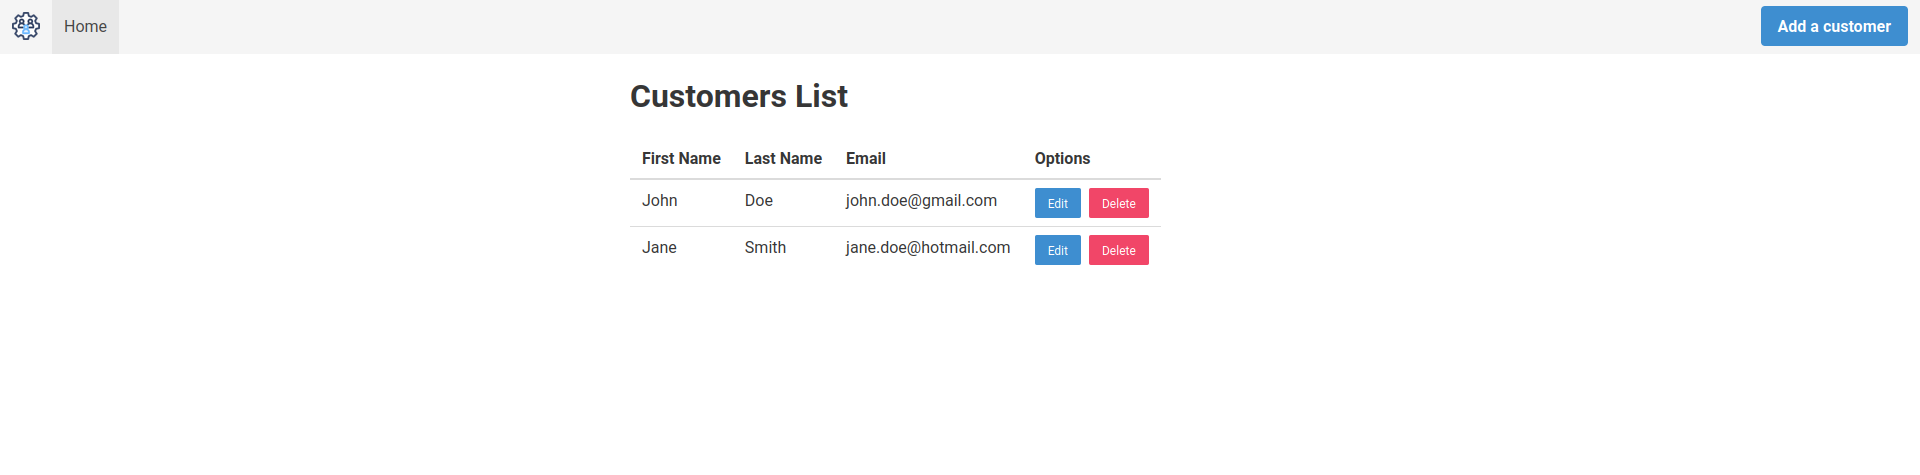 Home Add a customer
Customers List
First Name Last Name Email Options
John Doe john.doe@gmail.com Edit Delete
Jane Smith jane.doe@hotmail.com Edit Delete